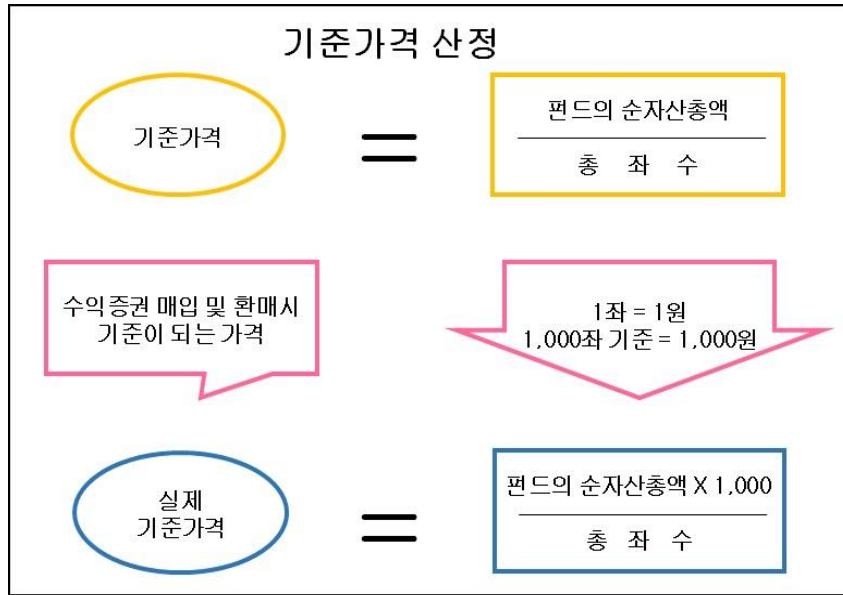 기준가격 산정
기준가격
=
펀드의 순자산총액
총 좌 수
수익증권 매입 및 환매시
기준이 되는 가격
1좌 = 1원
1,000좌 기준 = 1,000원
실제
기준가격
=
펀드의 순자산총액 X 1,000
총 좌 수